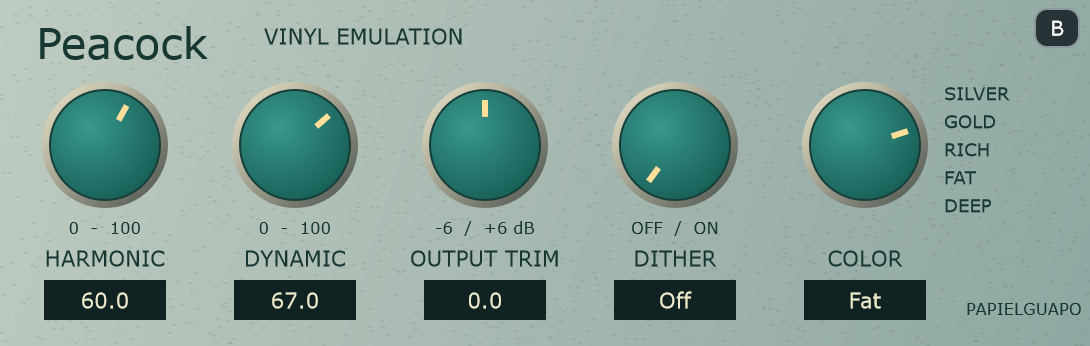 Peacock
VINYL EMULATION
B
SILVER
GOLD
RICH
FAT
DEEP
0 - 100
0 - 100
-6 / +6 dB
OFF / ON
HARMONIC
DYNAMIC
OUTPUT TRIM
DITHER
COLOR
60.0
67.0
0.0
Off
Fat
PAPIELGUAPO